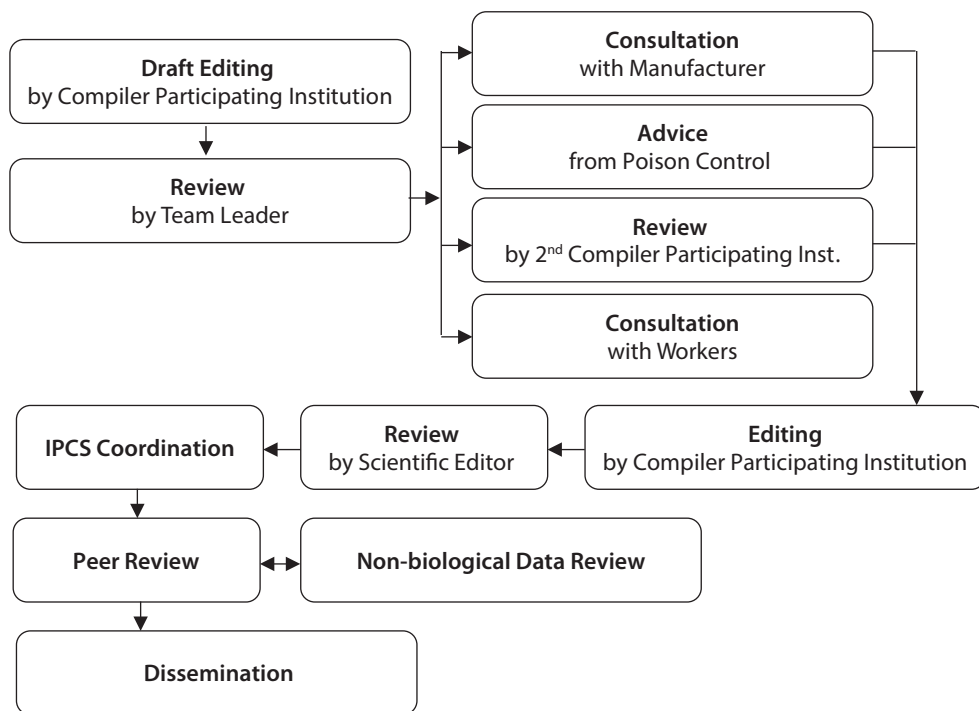 Draft Editing
by Compiler Participating Institution
Review
by Team Leader
Consultation
with Manufacturer
Advice
from Poison Control
Review
by 2nd Compiler Participating Inst.
Consultation
with Workers
Editing
by Compiler Participating Institution
Review
by Scientific Editor
IPCS Coordination
Peer Review
Non-biological Data Review
Dissemination